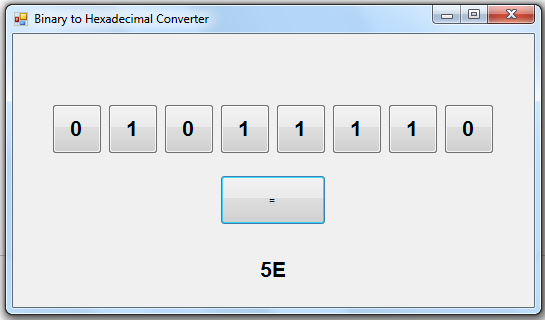 Binary to Hexadecimal Converter
0 1 0 1 1 1 1 0
=
5E